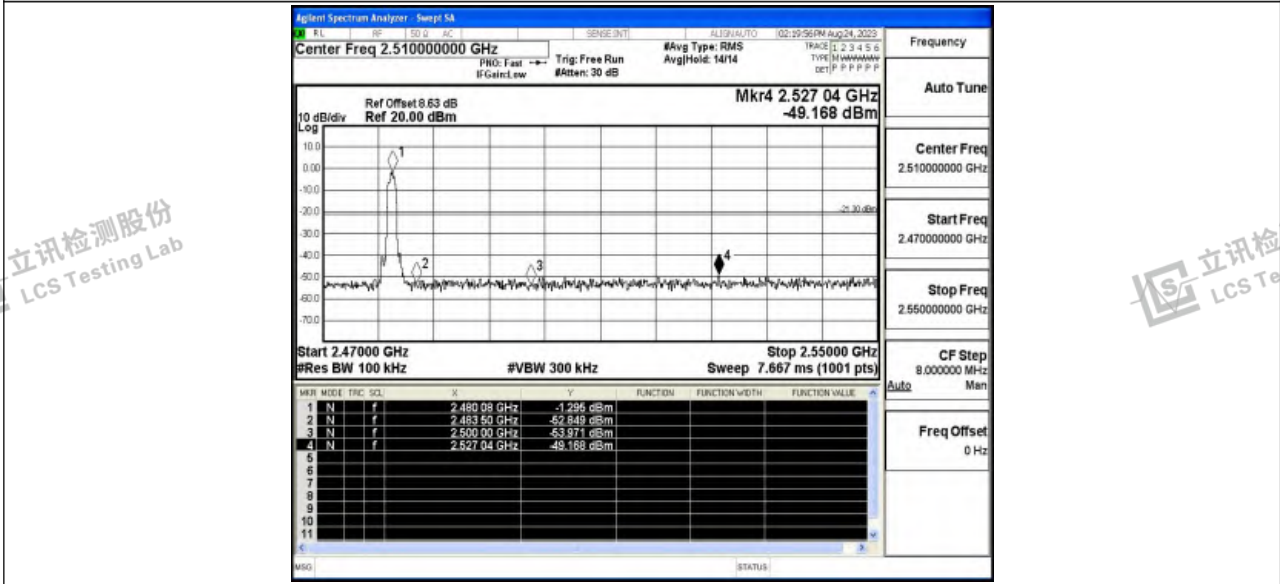 Agilent Spectrum Analyzer - Swept SA
RL RF 50 Ω AC SENSE:INT ALIGNAUTO 02:19:56 PM Aug 24, 2023
Center Freq 2.510000000 GHz
PNO: Fast
IFGain:Low
Trig: Free Run
#Atten: 30 dB
#Avg Type: RMS
Avg|Hold: 14/14
TRACE 1 2 3 4 5 6
TYPE M W W W W W
DET P P P P P P
Mkr4 2.527 04 GHz
-49.168 dBm
Ref Offset 8.63 dB
10 dB/div Ref 20.00 dBm
Log
10.0
0.00
-10.0
-20.0
-30.0
-40.0
-50.0
-60.0
-70.0
-21.30 dBm
1
2
3
4
Start 2.47000 GHz Stop 2.55000 GHz
#Res BW 100 kHz #VBW 300 kHz Sweep 7.667 ms (1001 pts)
MKR MODE TRC SCL X Y FUNCTION FUNCTION WIDTH FUNCTION VALUE
1 N f 2.480 08 GHz -1.295 dBm
2 N f 2.483 50 GHz -52.849 dBm
3 N f 2.500 00 GHz -53.971 dBm
4 N f 2.527 04 GHz -49.168 dBm
5
6
7
8
9
10
11
MSG STATUS
Frequency
Auto Tune
Center Freq
2.510000000 GHz
Start Freq
2.470000000 GHz
Stop Freq
2.550000000 GHz
CF Step
8.000000 MHz
Auto Man
Freq Offset
0 Hz
立讯检测股份
LCS Testing Lab
立讯检
LCS Te